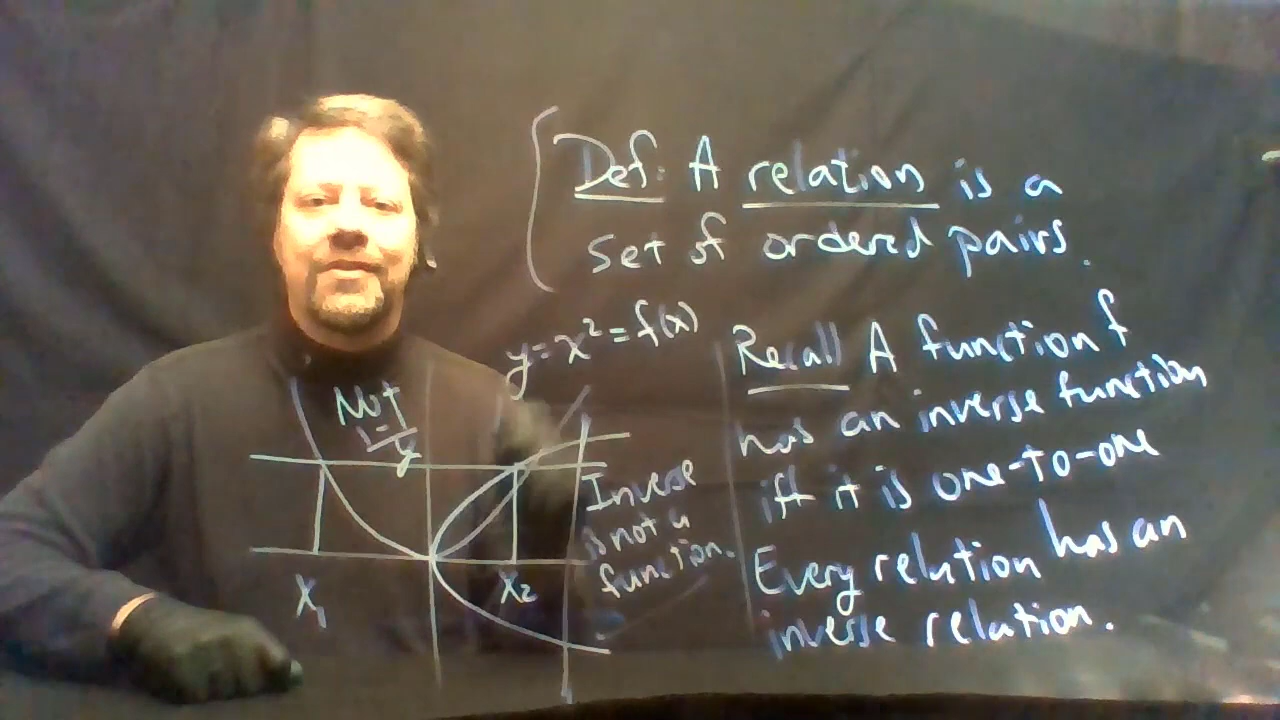 Def: A relation is a
set of ordered pairs.
y=x²=f(x)
Not
1-1
y
x₁
x₂
Inverse
is not a
function.
Recall A function f
has an inverse function
iff it is one-to-one
Every relation has an
inverse relation.